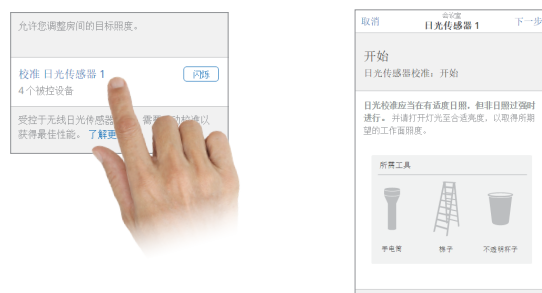 允许您调整房间的目标照度。
校准 日光传感器 1
闪烁
4 个被控设备
受控于无线日光传感器
需要
动校准以
获得最佳性能。 了解更
取消
会议室
日光传感器 1
下一步
开始
日光传感器校准：开始
日光校准应当在有适度日照，但非日照过强时
进行。 并请打开灯光至合适亮度，以取得所期
望的工作面照度。
所需工具
手电筒
梯子
不透明杯子